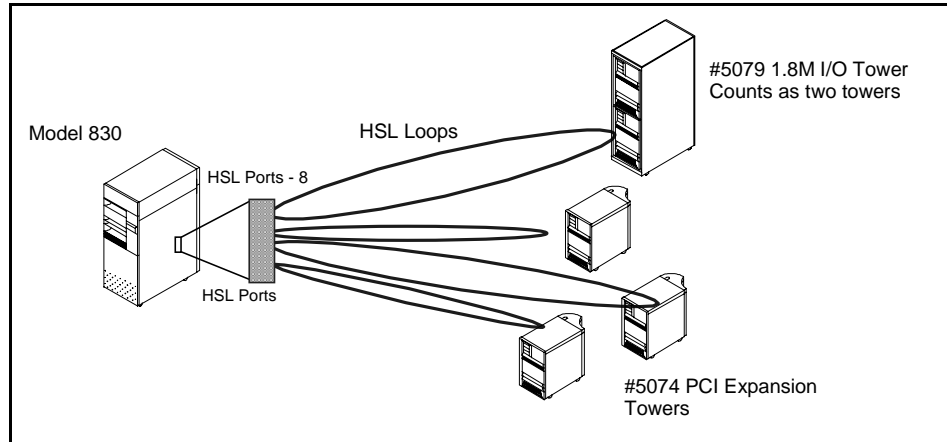 #5079 1.8M I/O Tower
Counts as two towers
Model 830
HSL Loops
HSL Ports - 8
HSL Ports
#5074 PCI Expansion
Towers